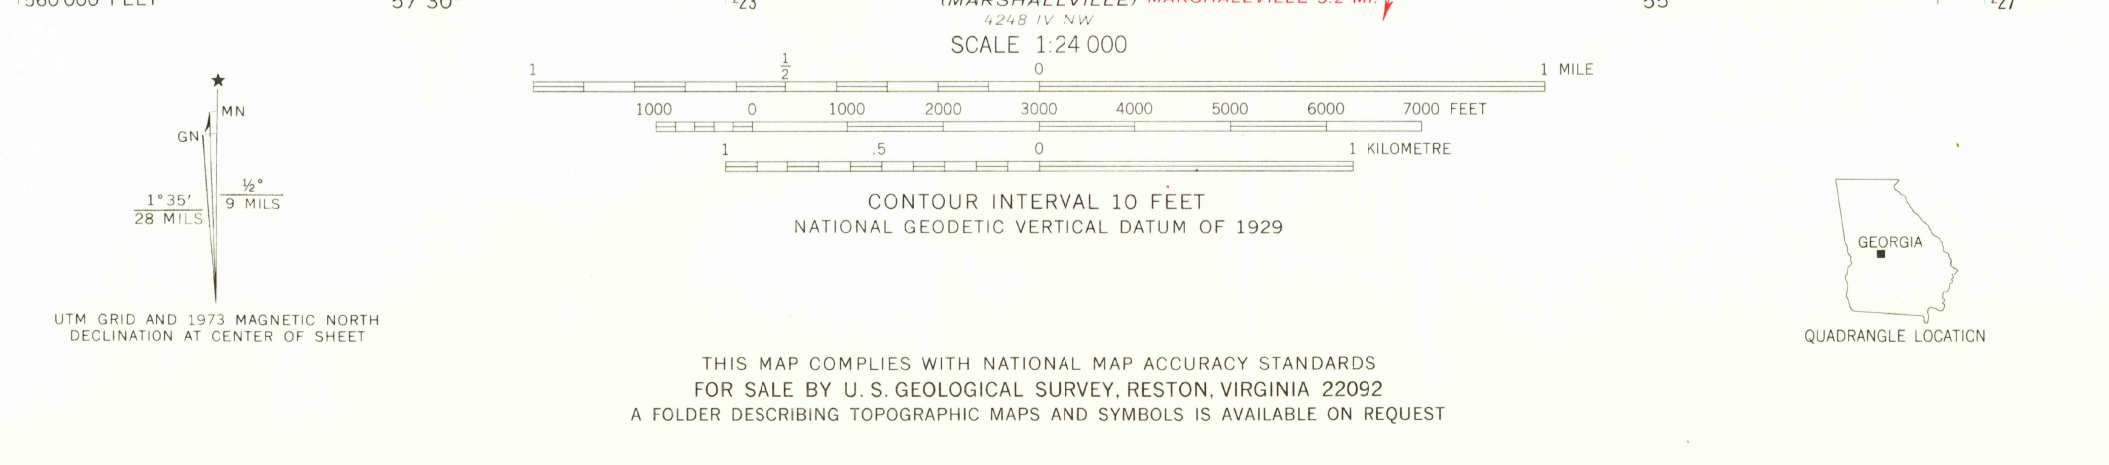 57 30
4248 IV NW
SCALE 1:24 000
1 1/2 0 1 MILE
1000 0 1000 2000 3000 4000 5000 6000 7000 FEET
1 .5 0 1 KILOMETRE
CONTOUR INTERVAL 10 FEET
NATIONAL GEODETIC VERTICAL DATUM OF 1929
★
MN
GN
1°35′
28 MILS
½°
9 MILS
UTM GRID AND 1973 MAGNETIC NORTH
DECLINATION AT CENTER OF SHEET
GEORGIA
QUADRANGLE LOCATION
THIS MAP COMPLIES WITH NATIONAL MAP ACCURACY STANDARDS
FOR SALE BY U. S. GEOLOGICAL SURVEY, RESTON, VIRGINIA 22092
A FOLDER DESCRIBING TOPOGRAPHIC MAPS AND SYMBOLS IS AVAILABLE ON REQUEST